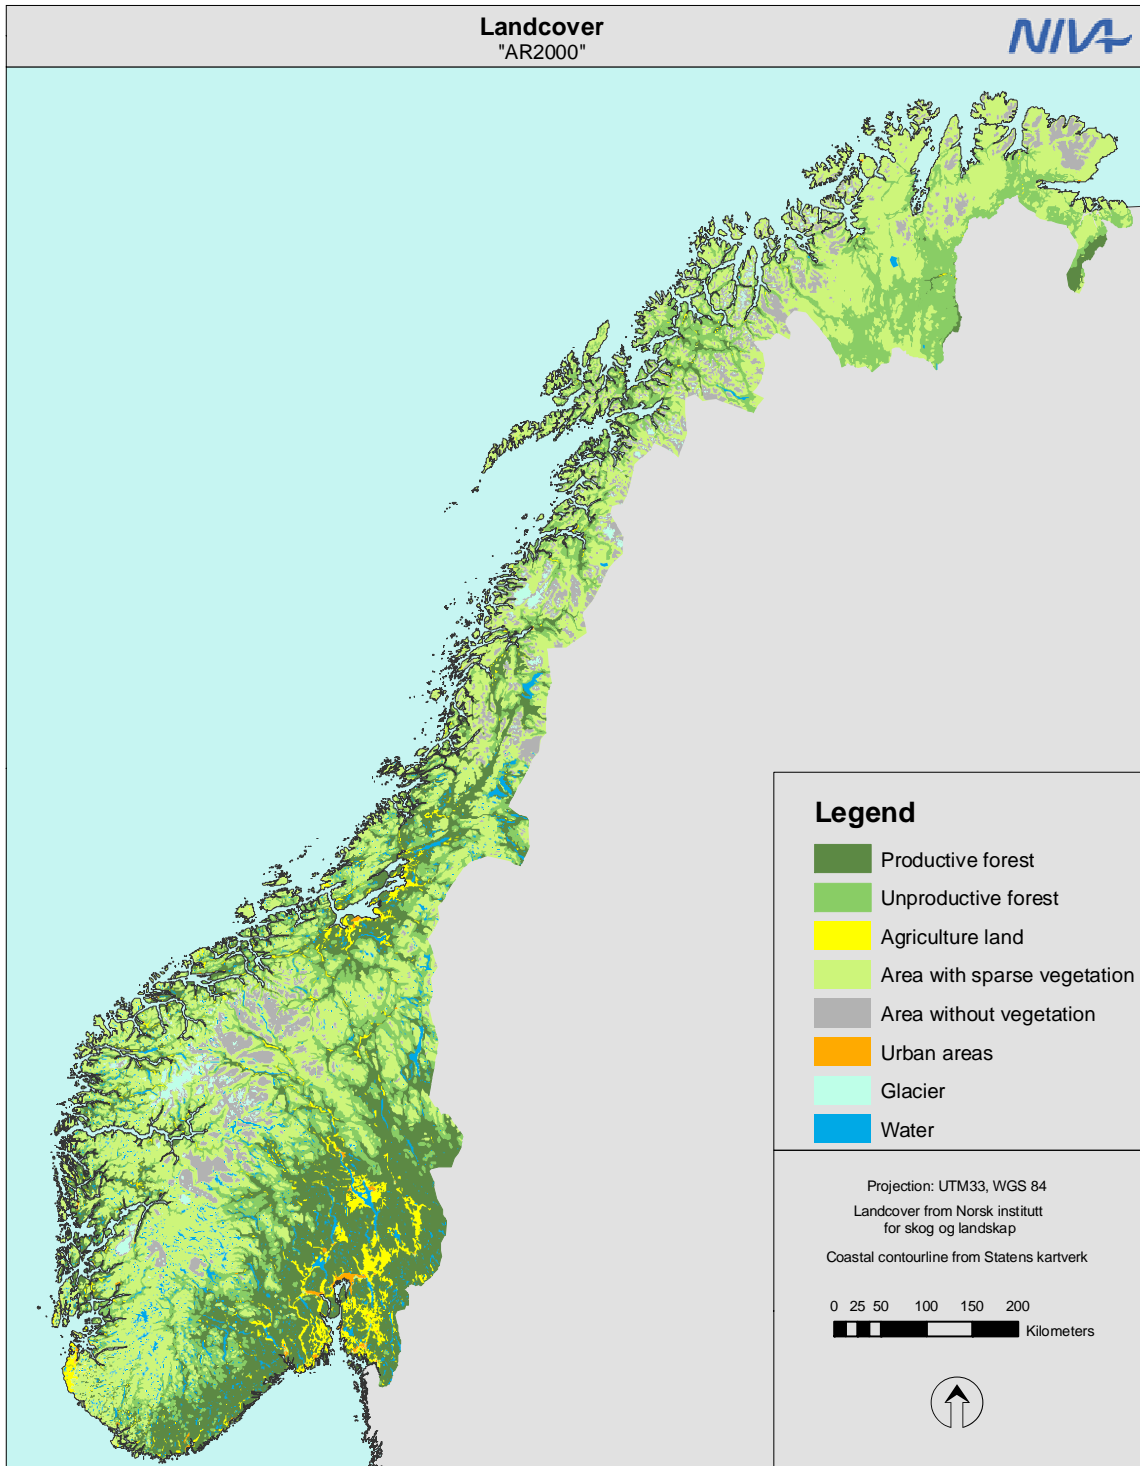 Landcover
"AR2000"
NIVA
Legend
Productive forest
Unproductive forest
Agriculture land
Area with sparse vegetation
Area without vegetation
Urban areas
Glacier
Water
Projection: UTM33, WGS 84
Landcover from Norsk institutt
for skog og landskap
Coastal contourline from Statens kartverk
0 25 50 100 150 200
Kilometers